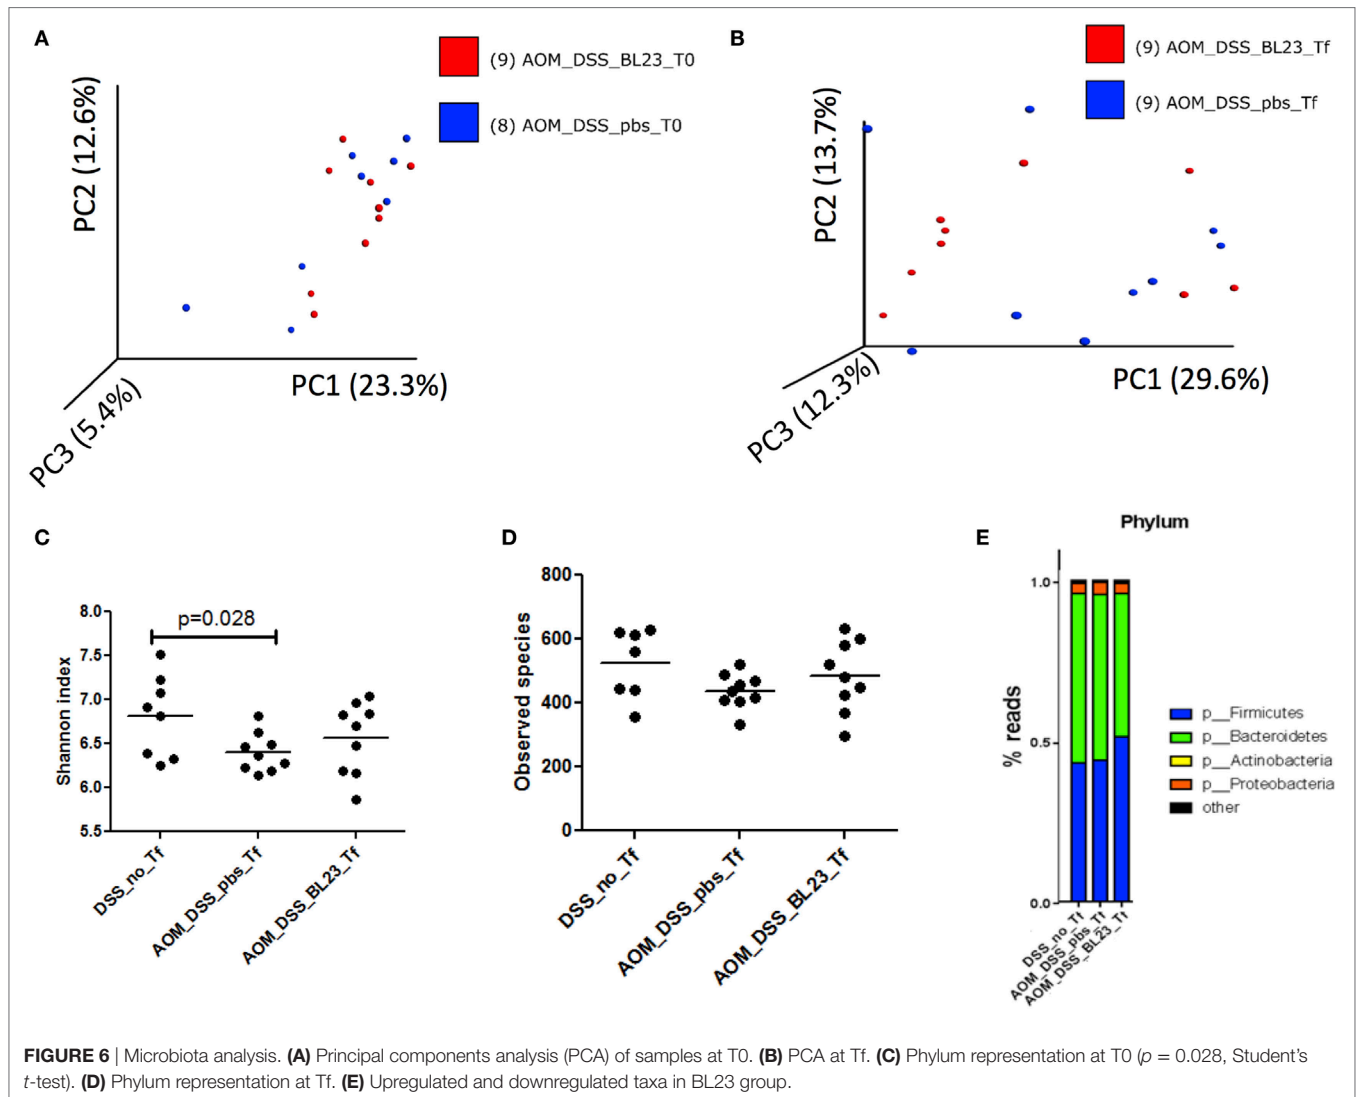 A
(9) AOM_DSS_BL23_T0
(8) AOM_DSS_pbs_T0
PC2 (12.6%)
PC1 (23.3%)
PC3 (5.4%)
B
(9) AOM_DSS_BL23_Tf
(9) AOM_DSS_pbs_Tf
PC2 (13.7%)
PC1 (29.6%)
PC3 (12.3%)
C
p=0.028
Shannon index
8.0
7.5
7.0
6.5
6.0
5.5
DSS_no_Tf
AOM_DSS_pbs_Tf
AOM_DSS_BL23_Tf
D
Observed species
800
600
400
200
0
DSS_no_Tf
AOM_DSS_pbs_Tf
AOM_DSS_BL23_Tf
E
Phylum
% reads
1.0
0.5
0.0
DSS_no_Tf
AOM_DSS_pbs_Tf
AOM_DSS_BL23_Tf
p__Firmicutes
p__Bacteroidetes
p__Actinobacteria
p__Proteobacteria
other
FIGURE 6 | Microbiota analysis. (A) Principal components analysis (PCA) of samples at T0. (B) PCA at Tf. (C) Phylum representation at T0 (p = 0.028, Student's
t-test). (D) Phylum representation at Tf. (E) Upregulated and downregulated taxa in BL23 group.